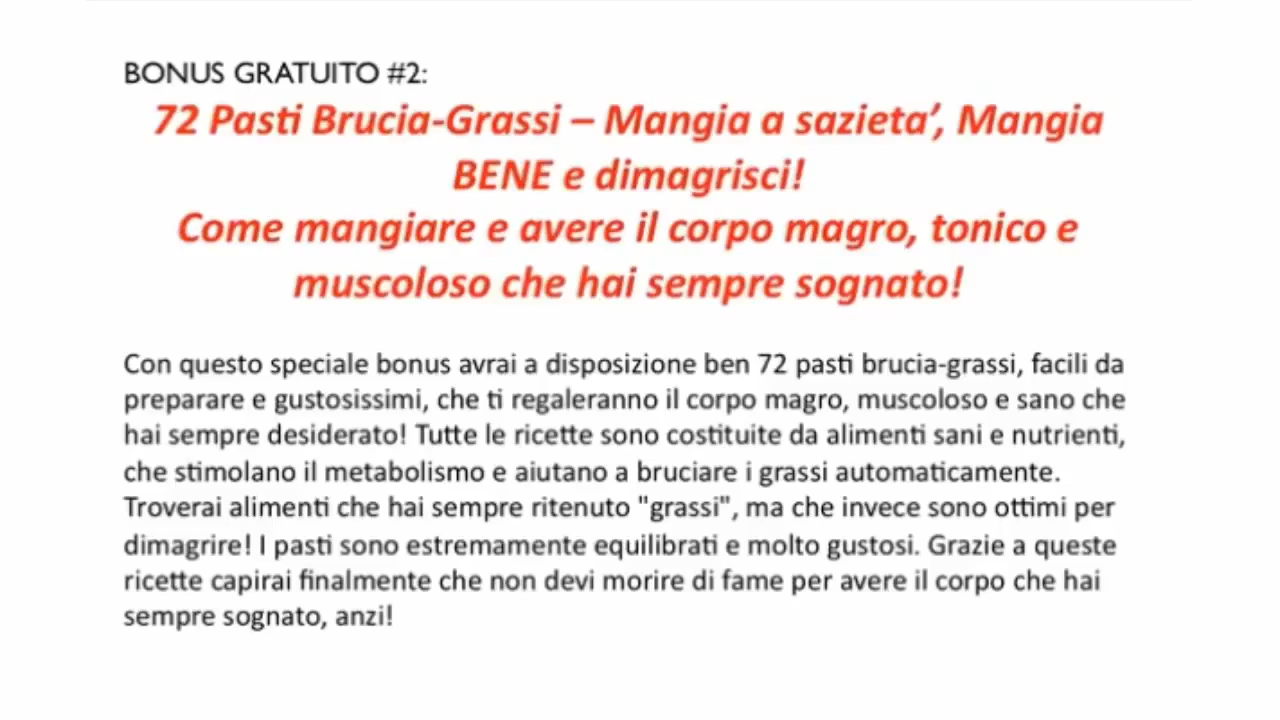 BONUS GRATUITO #2:
72 Pasti Brucia-Grassi – Mangia a sazieta’, Mangia
BENE e dimagrisci!
Come mangiare e avere il corpo magro, tonico e
muscoloso che hai sempre sognato!
Con questo speciale bonus avrai a disposizione ben 72 pasti brucia-grassi, facili da
preparare e gustosissimi, che ti regaleranno il corpo magro, muscoloso e sano che
hai sempre desiderato! Tutte le ricette sono costituite da alimenti sani e nutrienti,
che stimolano il metabolismo e aiutano a bruciare i grassi automaticamente.
Troverai alimenti che hai sempre ritenuto "grassi", ma che invece sono ottimi per
dimagrire! I pasti sono estremamente equilibrati e molto gustosi. Grazie a queste
ricette capirai finalmente che non devi morire di fame per avere il corpo che hai
sempre sognato, anzi!